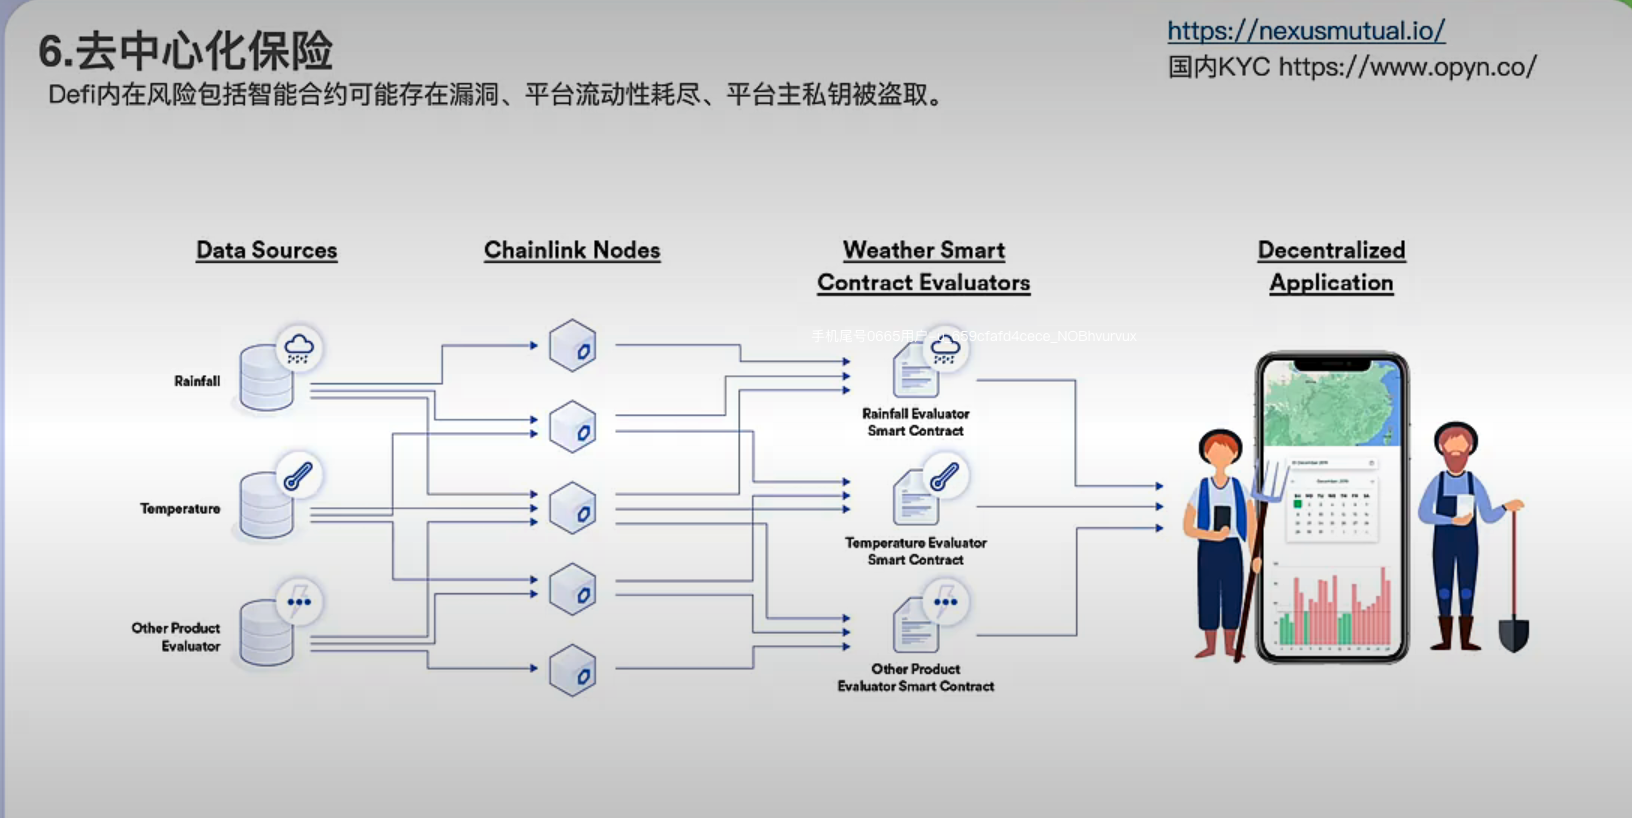 6.去中心化保险
Defi内在风险包括智能合约可能存在漏洞、平台流动性耗尽、平台主私钥被盗取。
https://nexusmutual.io/
国内KYC https://www.opyn.co/
Data Sources
Chainlink Nodes
Weather Smart
Contract Evaluators
Decentralized
Application
Rainfall
Temperature
Other Product
Evaluator
Rainfall Evaluator
Smart Contract
Temperature Evaluator
Smart Contract
Other Product
Evaluator Smart Contract
手机尾号0665用户
December 2019